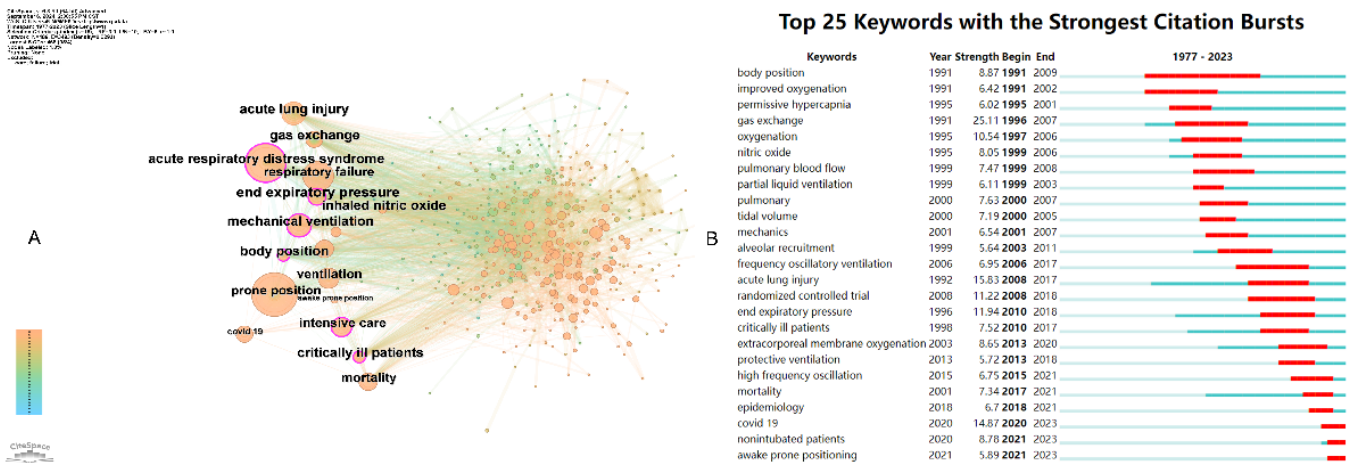 acute lung injury
gas exchange
acute respiratory distress syndrome
respiratory failure
end expiratory pressure
inhaled nitric oxide
mechanical ventilation
A
body position
ventilation
prone position
awake prone position
intensive care
covid 19
critically ill patients
mortality
CiteSpace
B
Top 25 Keywords with the Strongest Citation Bursts
Keywords Year Strength Begin End 1977 - 2023
body position 1991 8.87 1991 2009
improved oxygenation 1991 6.42 1991 2002
permissive hypercapnia 1995 6.02 1995 2001
gas exchange 1991 25.11 1996 2007
oxygenation 1995 10.54 1997 2006
nitric oxide 1995 8.05 1999 2006
pulmonary blood flow 1999 7.47 1999 2008
partial liquid ventilation 1999 6.11 1999 2003
pulmonary 2000 7.63 2000 2007
tidal volume 2000 7.19 2000 2005
mechanics 2001 6.54 2001 2007
alveolar recruitment 1999 5.64 2003 2011
frequency oscillatory ventilation 2006 6.95 2006 2017
acute lung injury 1992 15.83 2008 2017
randomized controlled trial 2008 11.22 2008 2018
end expiratory pressure 1996 11.94 2010 2018
critically ill patients 1998 7.52 2010 2017
extracorporeal membrane oxygenation 2003 8.65 2013 2020
protective ventilation 2013 5.72 2013 2018
high frequency oscillation 2015 6.75 2015 2021
mortality 2001 7.34 2017 2021
epidemiology 2018 6.7 2018 2021
covid 19 2020 14.87 2020 2023
nonintubated patients 2020 8.78 2021 2023
awake prone positioning 2021 5.89 2021 2023